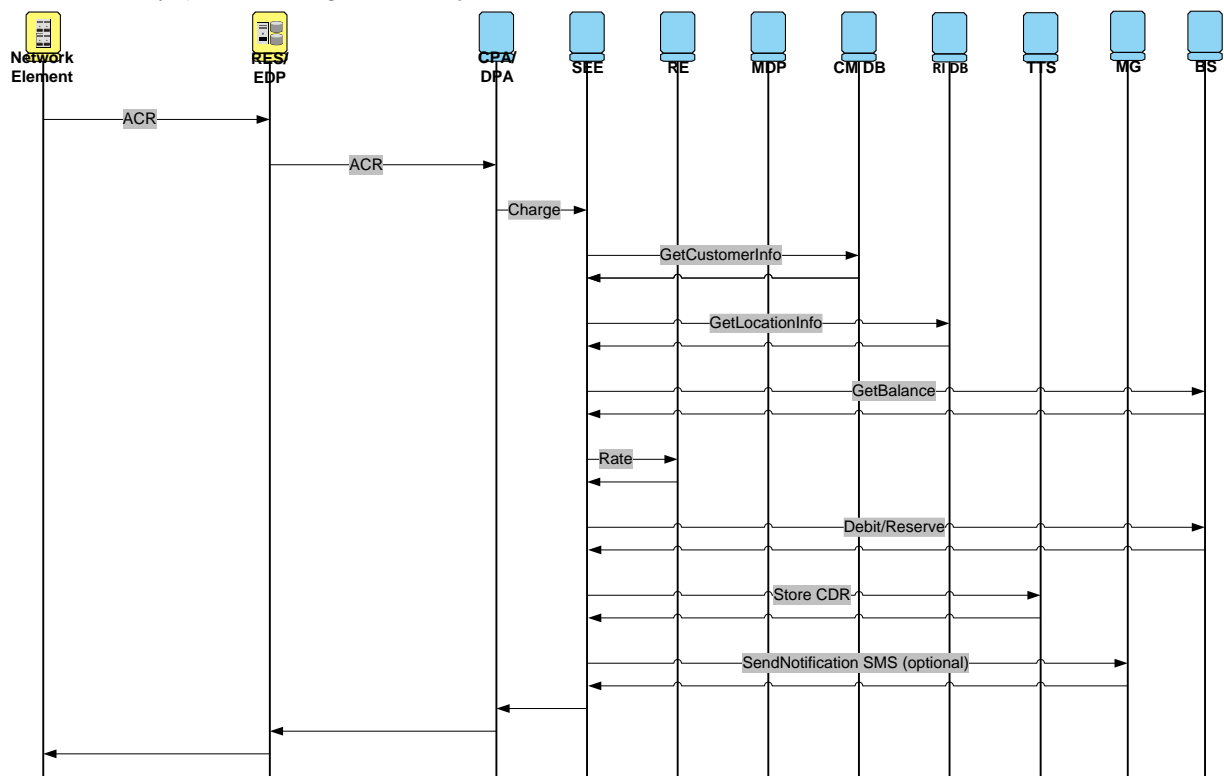 Network
Element
RES/
EDP
CPA/
DPA
SEE
RE
MDP
CM DB
RI DB
TTS
MG
BS
ACR
ACR
Charge
GetCustomerInfo
GetLocationInfo
GetBalance
Rate
Debit/Reserve
Store CDR
SendNotification SMS (optional)